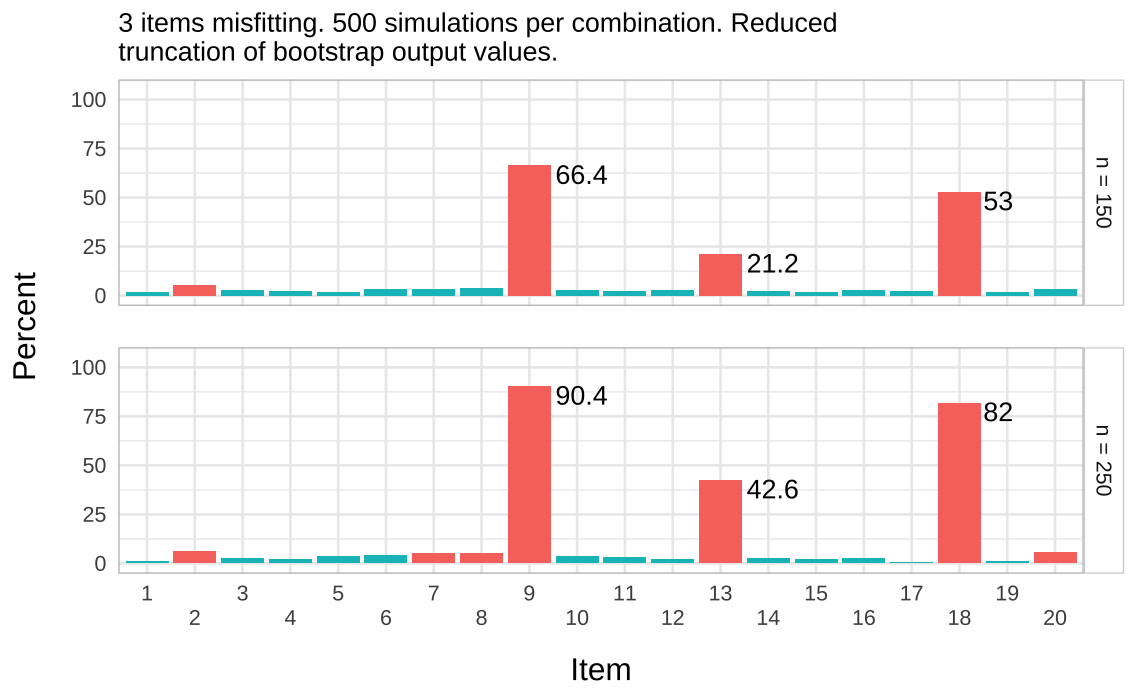 3 items misfitting. 500 simulations per combination. Reduced
truncation of bootstrap output values.
Percent
100
75
50
25
0
66.4
21.2
53
n = 150
100
75
50
25
0
90.4
42.6
82
n = 250
1 3 5 7 9 11 13 15 17 19
2 4 6 8 10 12 14 16 18 20
Item